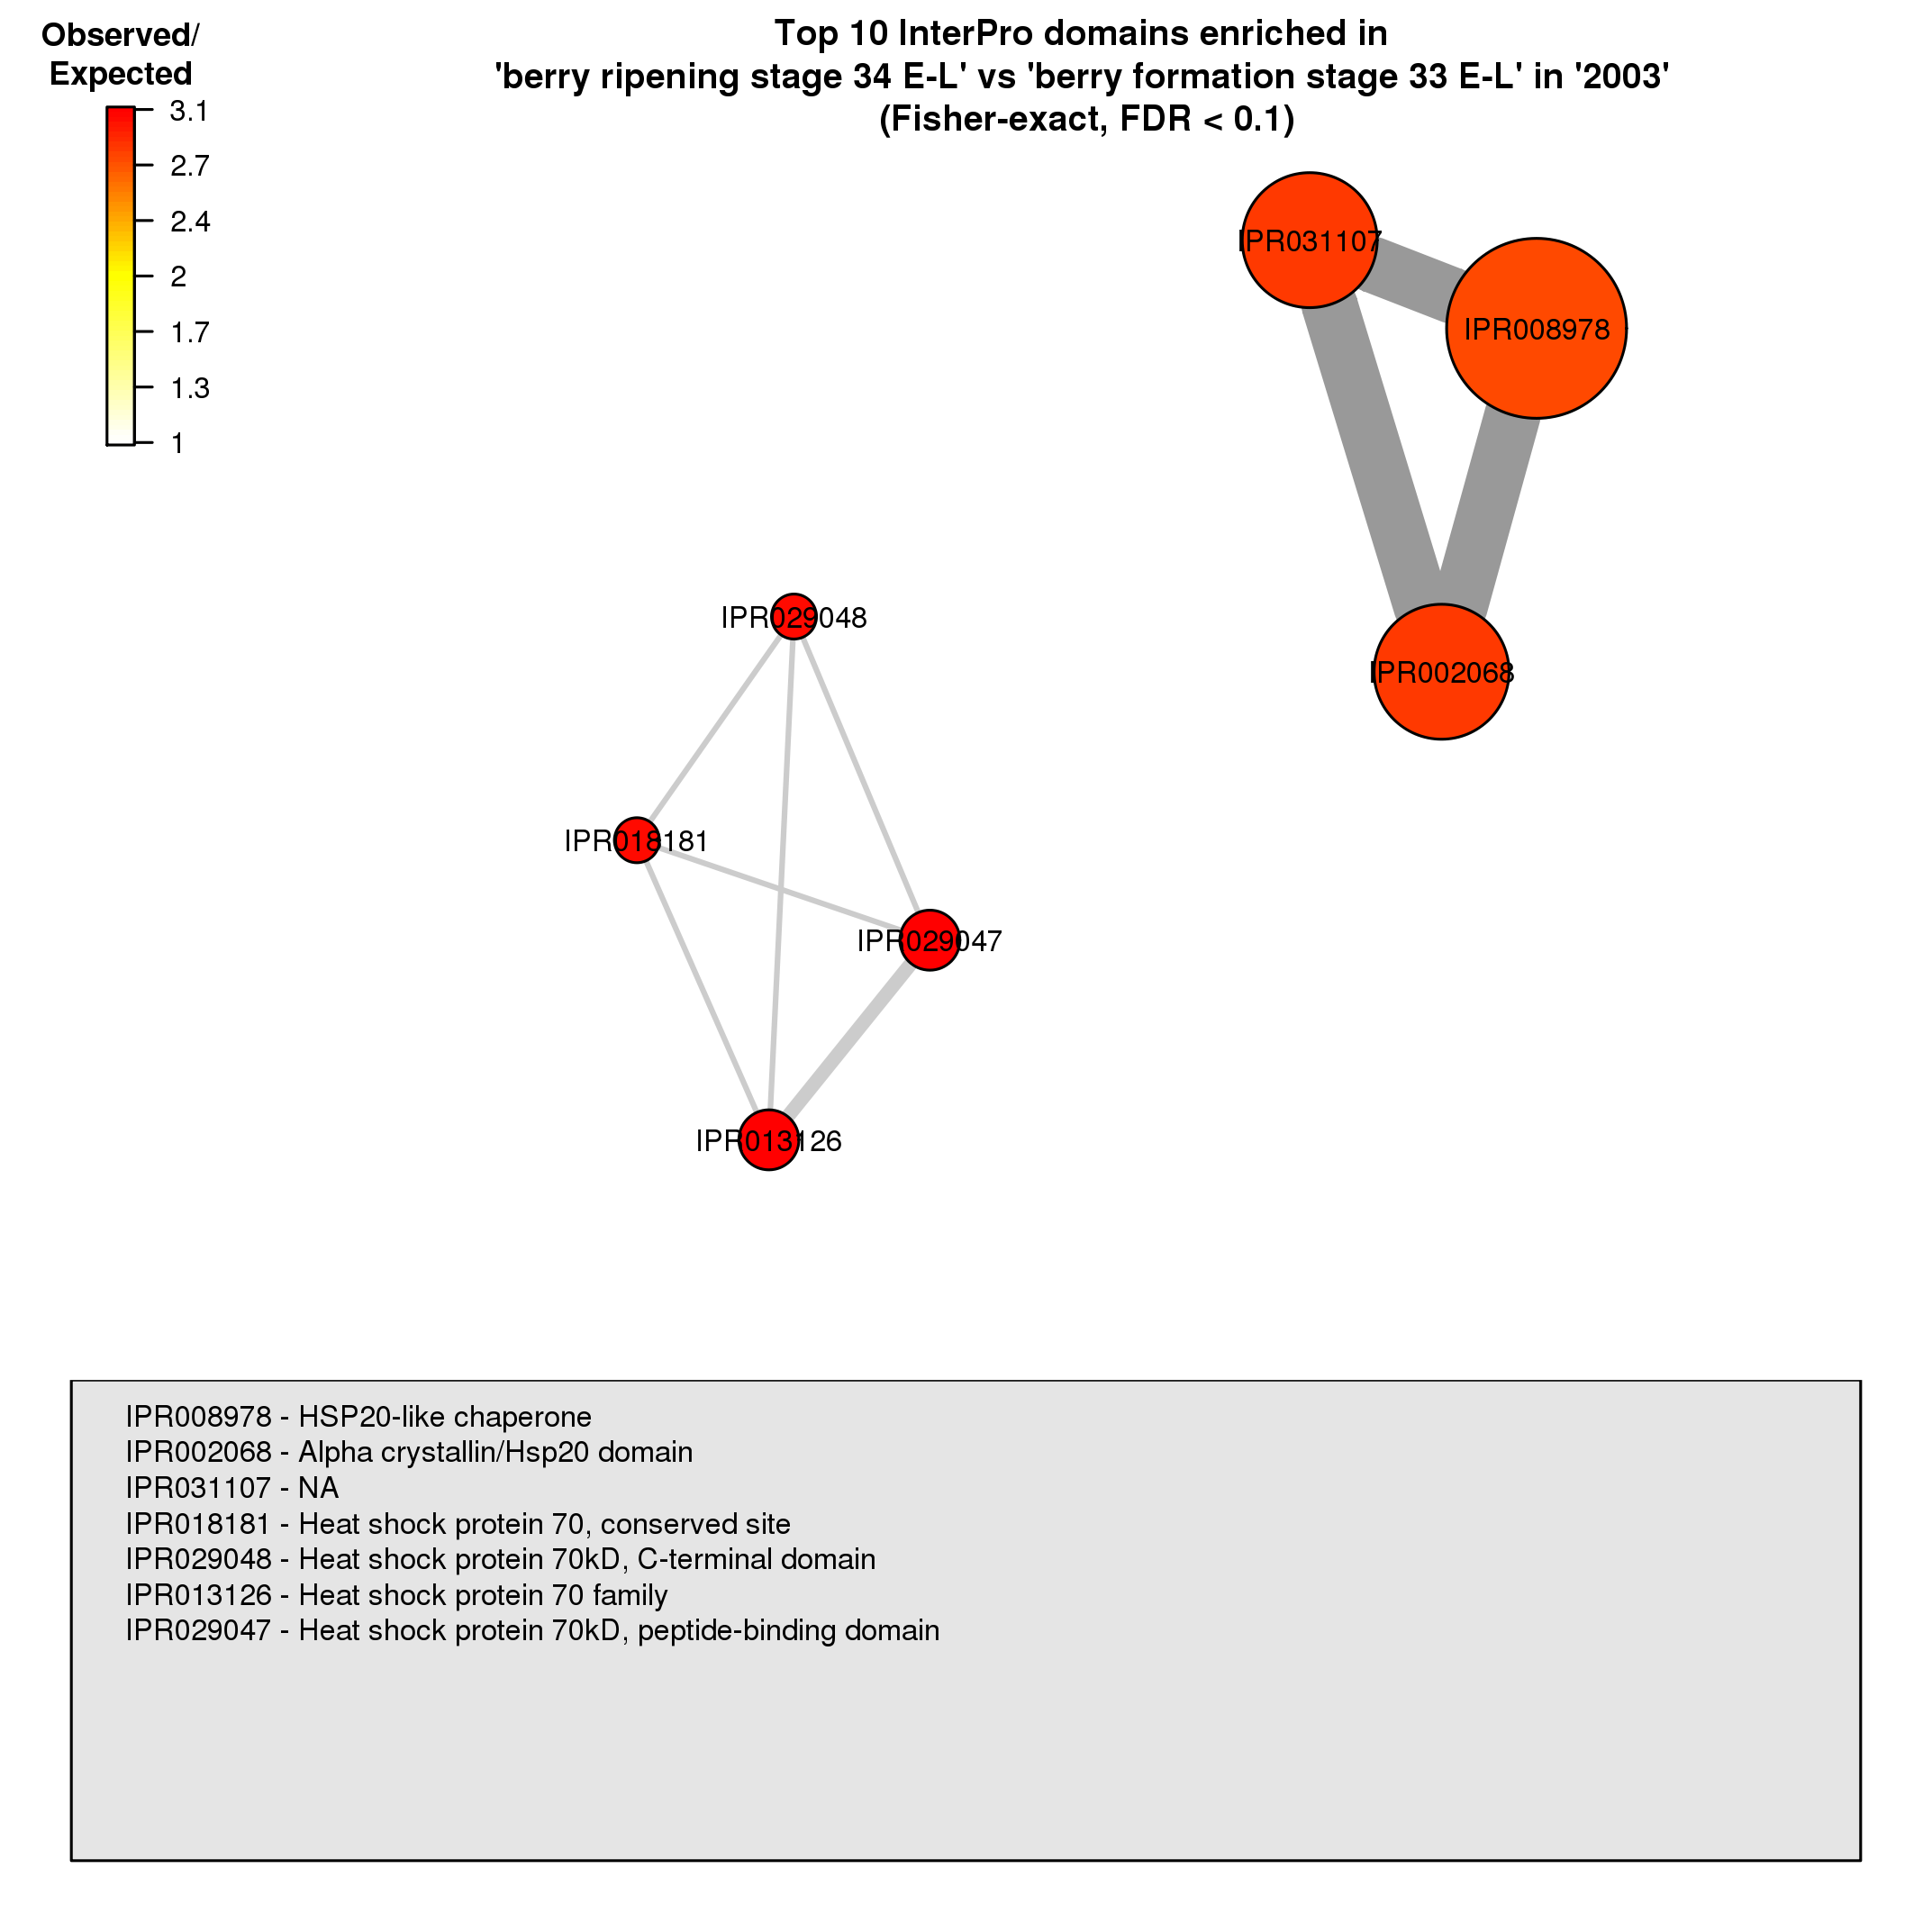 Observed/
Expected
3.1
2.7
2.4
2
1.7
1.3
1
Top 10 InterPro domains enriched in
'berry ripening stage 34 E-L' vs 'berry formation stage 33 E-L' in '2003'
(Fisher-exact, FDR < 0.1)
IPR031107
IPR008978
IPR029048
IPR002068
IPR018181
IPR029047
IPR013126
IPR008978 - HSP20-like chaperone
IPR002068 - Alpha crystallin/Hsp20 domain
IPR031107 - NA
IPR018181 - Heat shock protein 70, conserved site
IPR029048 - Heat shock protein 70kD, C-terminal domain
IPR013126 - Heat shock protein 70 family
IPR029047 - Heat shock protein 70kD, peptide-binding domain